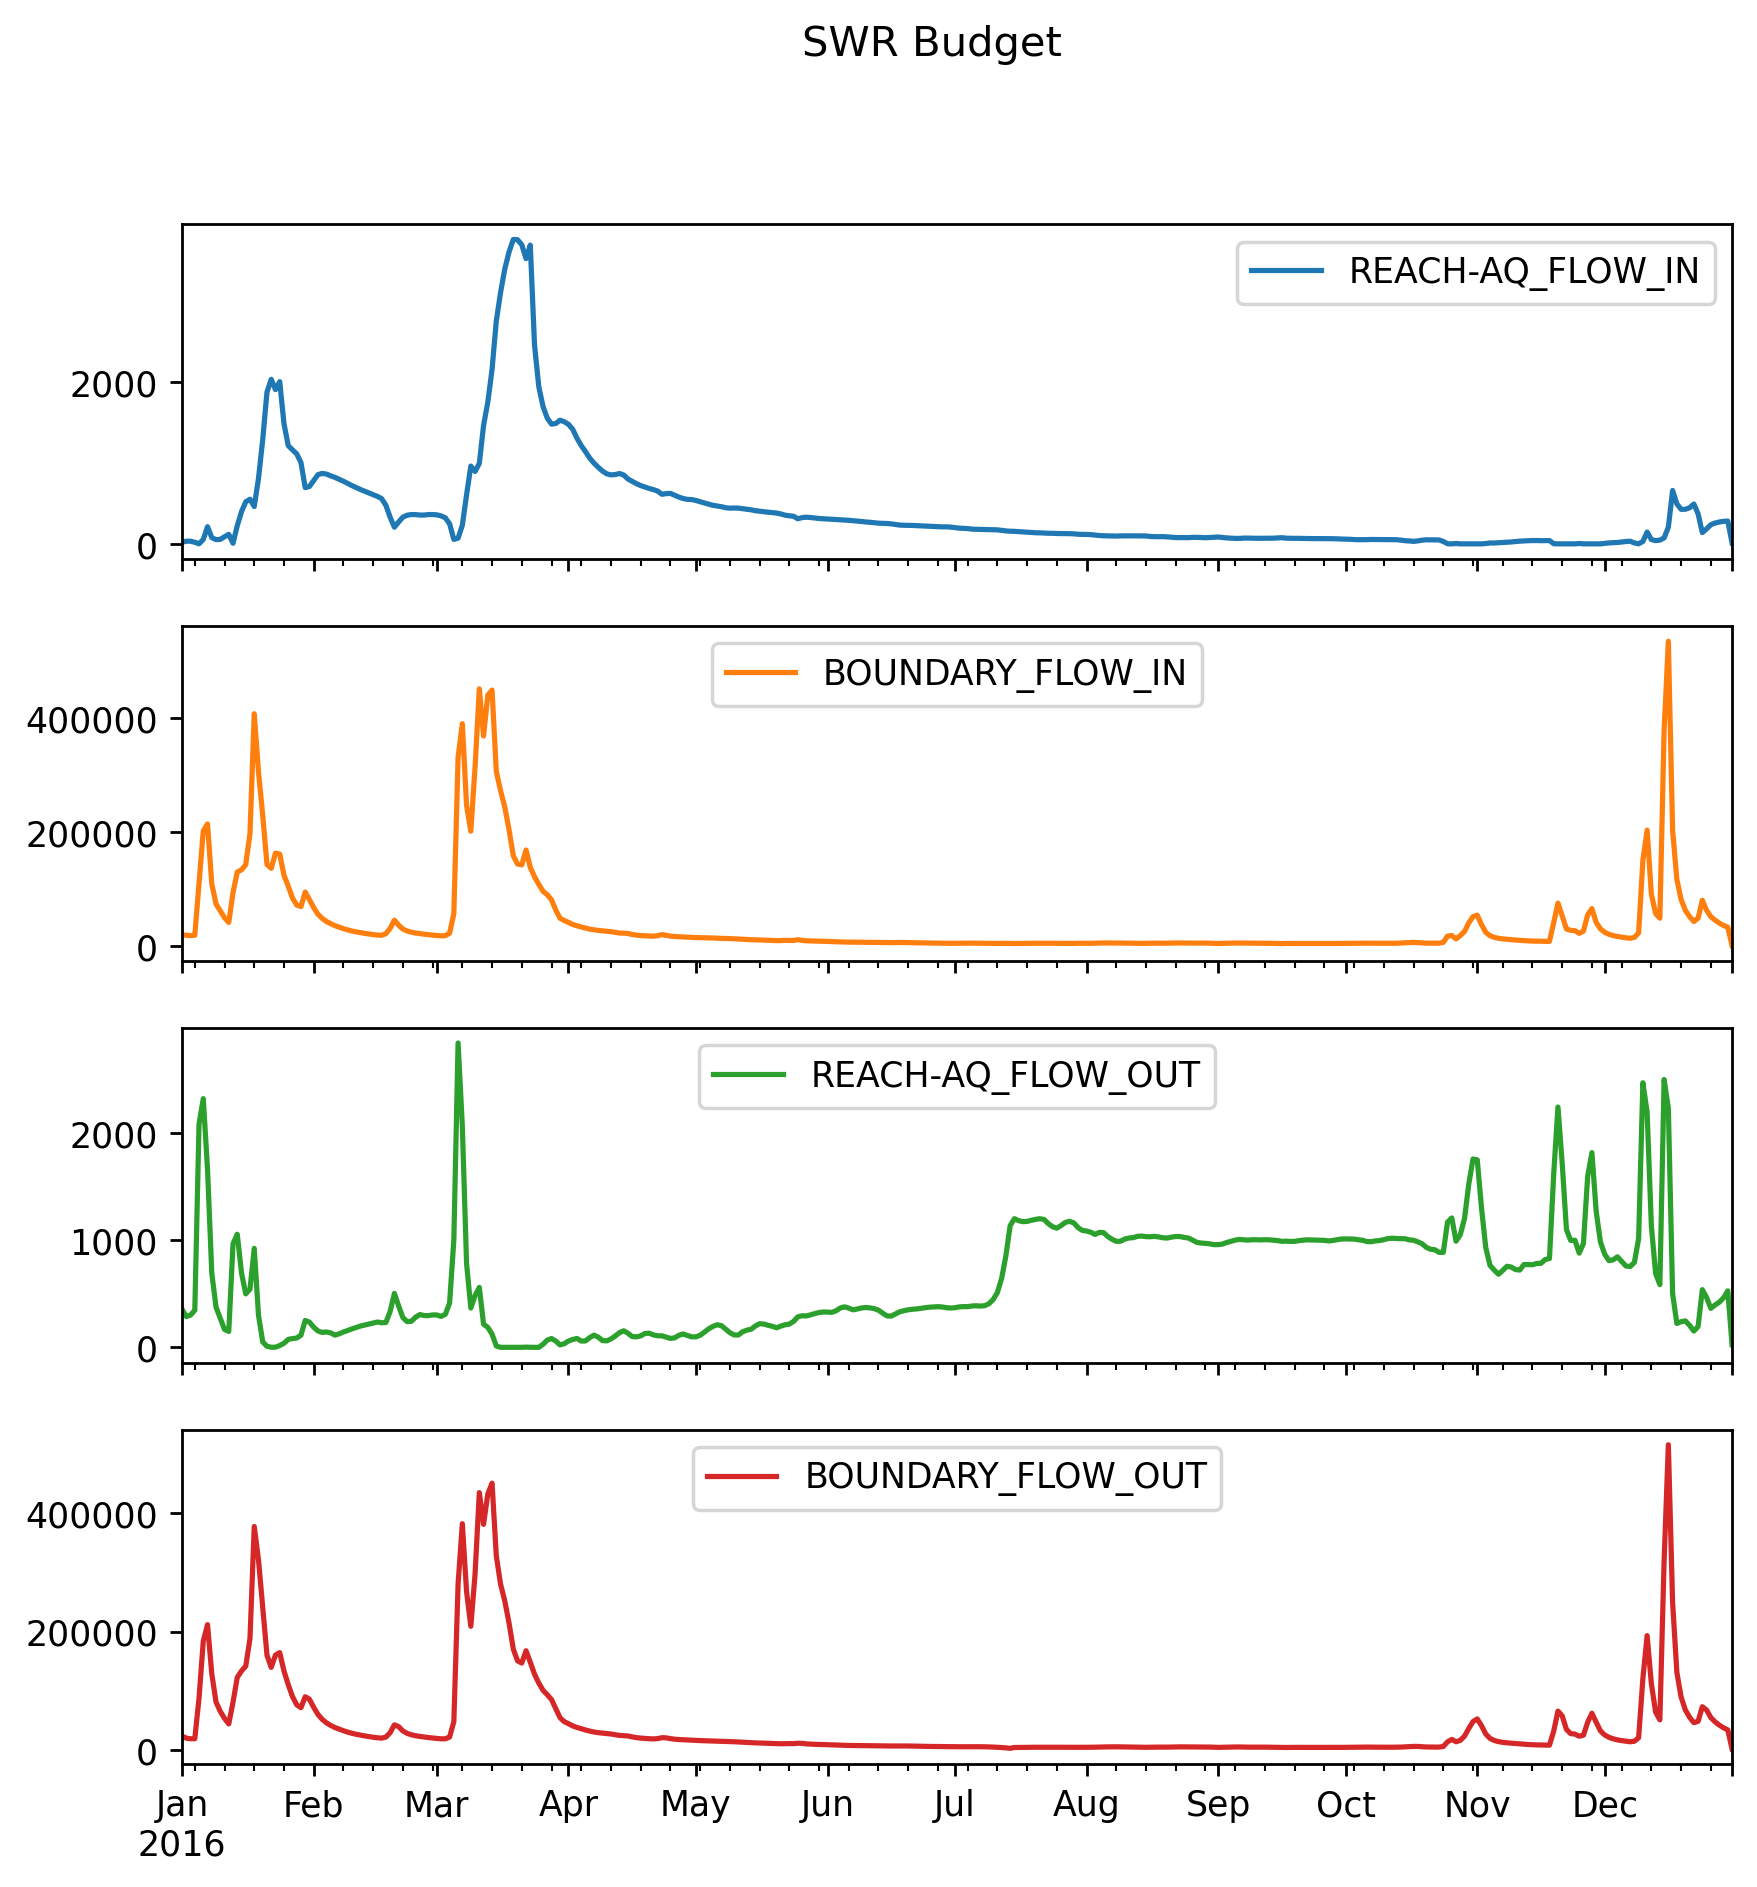 SWR Budget
REACH-AQ_FLOW_IN
2000
0
BOUNDARY_FLOW_IN
400000
200000
0
REACH-AQ_FLOW_OUT
2000
1000
0
BOUNDARY_FLOW_OUT
400000
200000
0
Jan Feb Mar Apr May Jun Jul Aug Sep Oct Nov Dec
2016